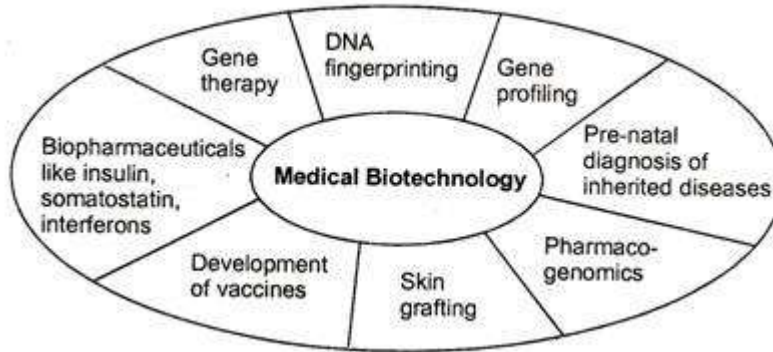 Gene
therapy
DNA
fingerprinting
Gene
profiling
Pre-natal
diagnosis of
inherited diseases
Pharmaco-
genomics
Skin
grafting
Development
of vaccines
Biopharmaceuticals
like insulin,
somatostatin,
interferons
Medical Biotechnology